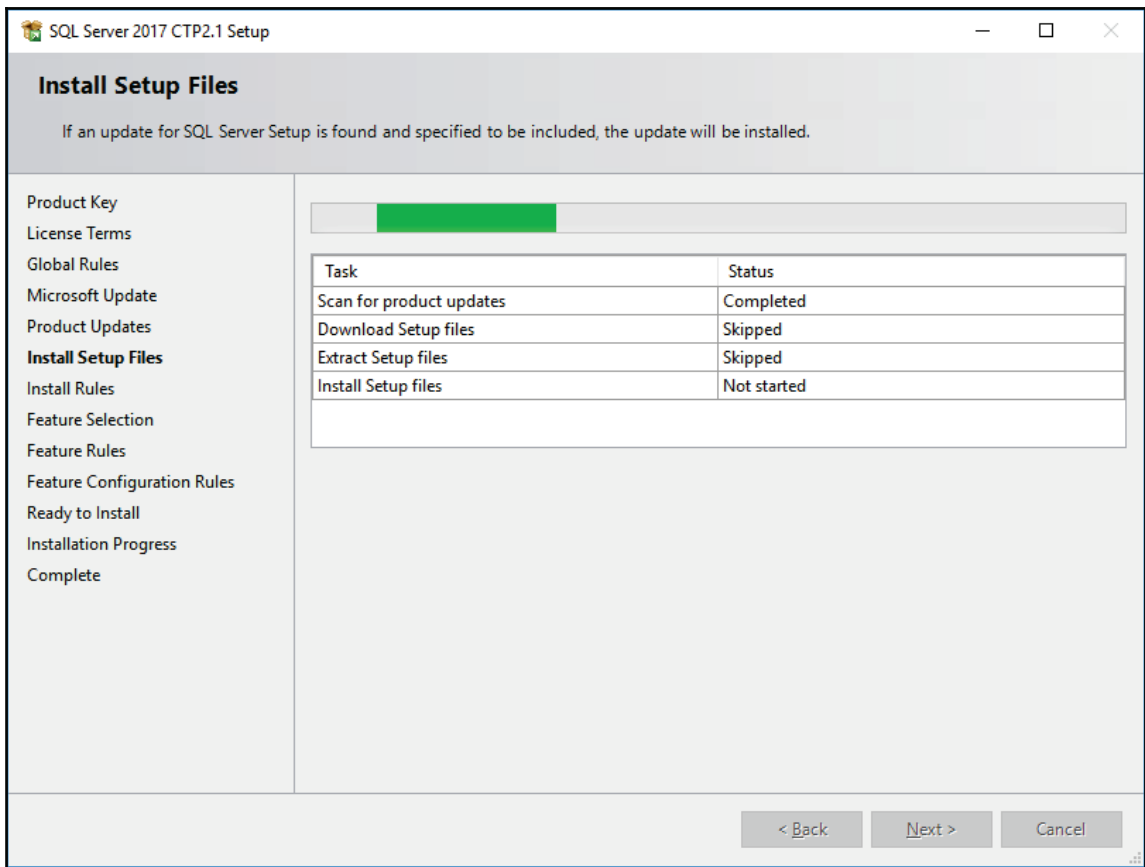 SQL Server 2017 CTP2.1 Setup
Install Setup Files
If an update for SQL Server Setup is found and specified to be included, the update will be installed.
Product Key
License Terms
Global Rules
Microsoft Update
Product Updates
Install Setup Files
Install Rules
Feature Selection
Feature Rules
Feature Configuration Rules
Ready to Install
Installation Progress
Complete
Task Status
Scan for product updates Completed
Download Setup files Skipped
Extract Setup files Skipped
Install Setup files Not started
< Back Next > Cancel